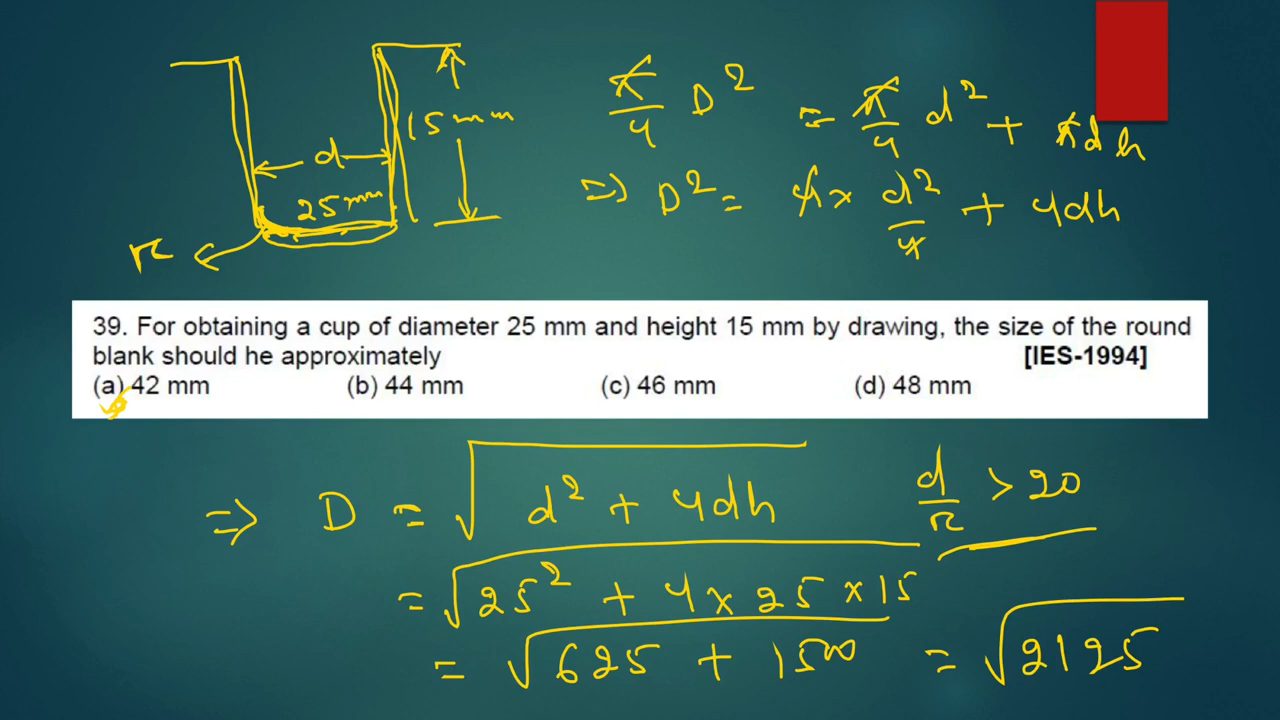 15mm
d
25mm
r
π/4 D² = π/4 d² + πdh
=> D² = 4 x d²/4 + 4dh
39. For obtaining a cup of diameter 25 mm and height 15 mm by drawing, the size of the round
blank should he approximately [IES-1994]
(a) 42 mm (b) 44 mm (c) 46 mm (d) 48 mm
=> D = √d² + 4dh
d/r > 20
= √25² + 4 x 25 x 15
= √625 + 1500 = √2125